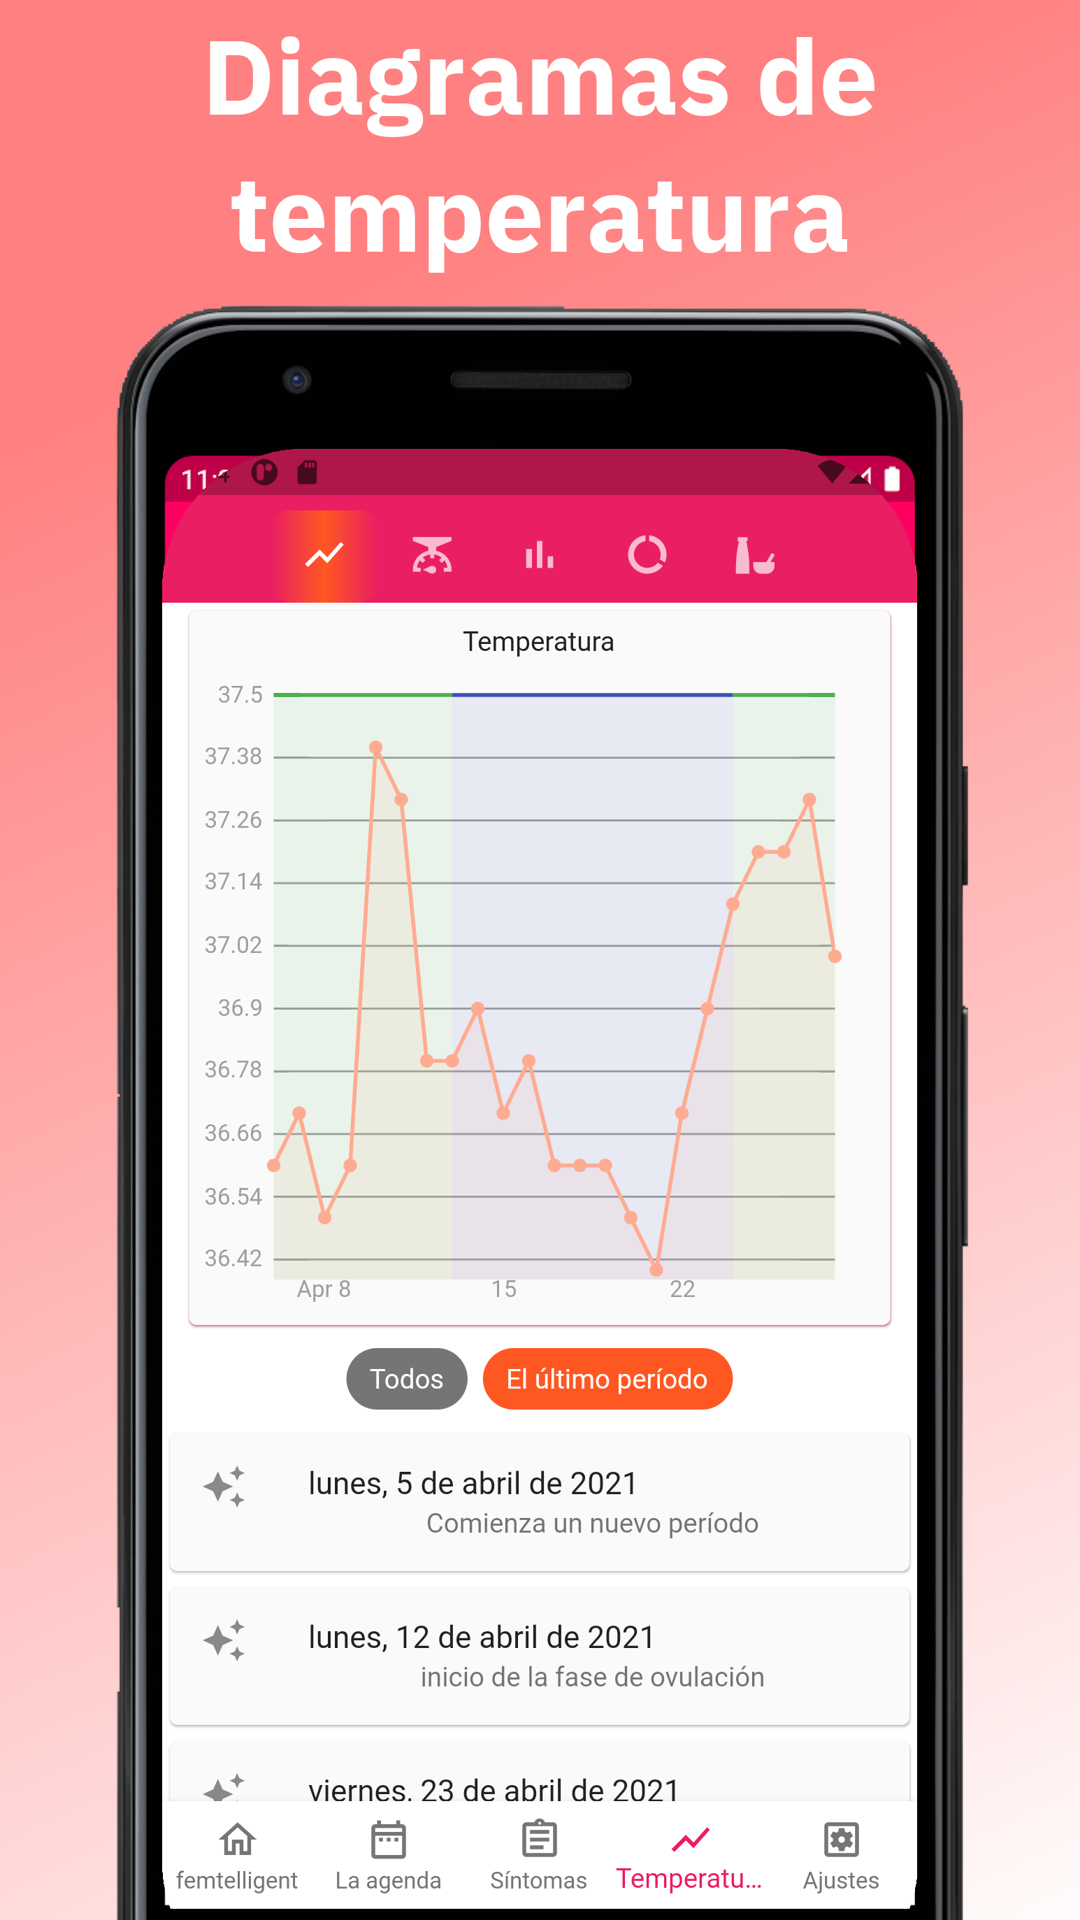 Diagramas de
temperatura
Temperatura
37.5
37.38
37.26
37.14
37.02
36.9
36.78
36.66
36.54
36.42
Apr 8 15 22
Todos El último período
lunes, 5 de abril de 2021
Comienza un nuevo período
lunes, 12 de abril de 2021
inicio de la fase de ovulación
viernes, 23 de abril de 2021
femtelligent La agenda Síntomas Temperatu... Ajustes